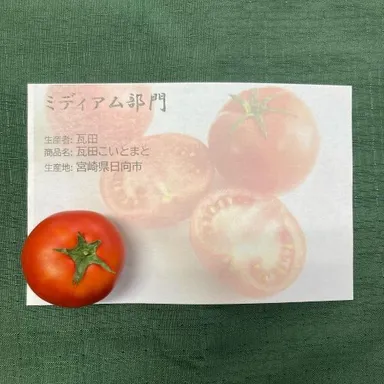 ミディアム部門
生産者: 瓦田
商品名: 瓦田こいとまと
生産地: 宮崎県日向市